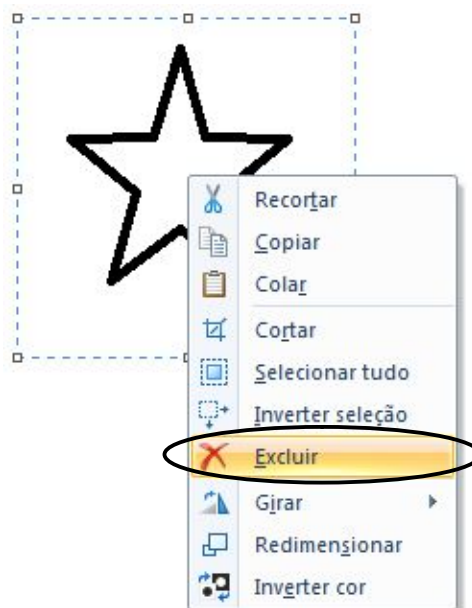 Recortar
Copiar
Colar
Cortar
Selecionar tudo
Inverter seleção
Excluir
Girar
Redimensionar
Inverter cor